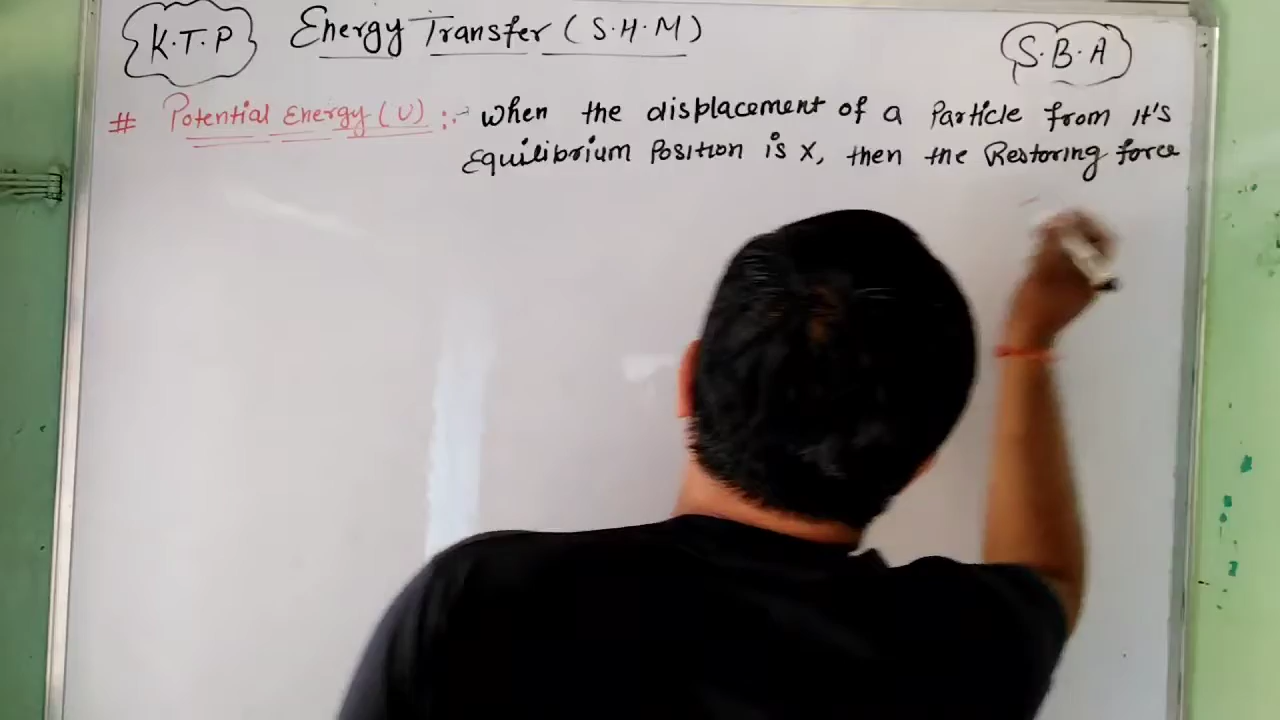 K.T.P Energy Transfer (S.H.M) S.B.A
# Potential Energy (U) :- When the displacement of a Particle from it's
Equilibrium Position is x, then the Restoring force